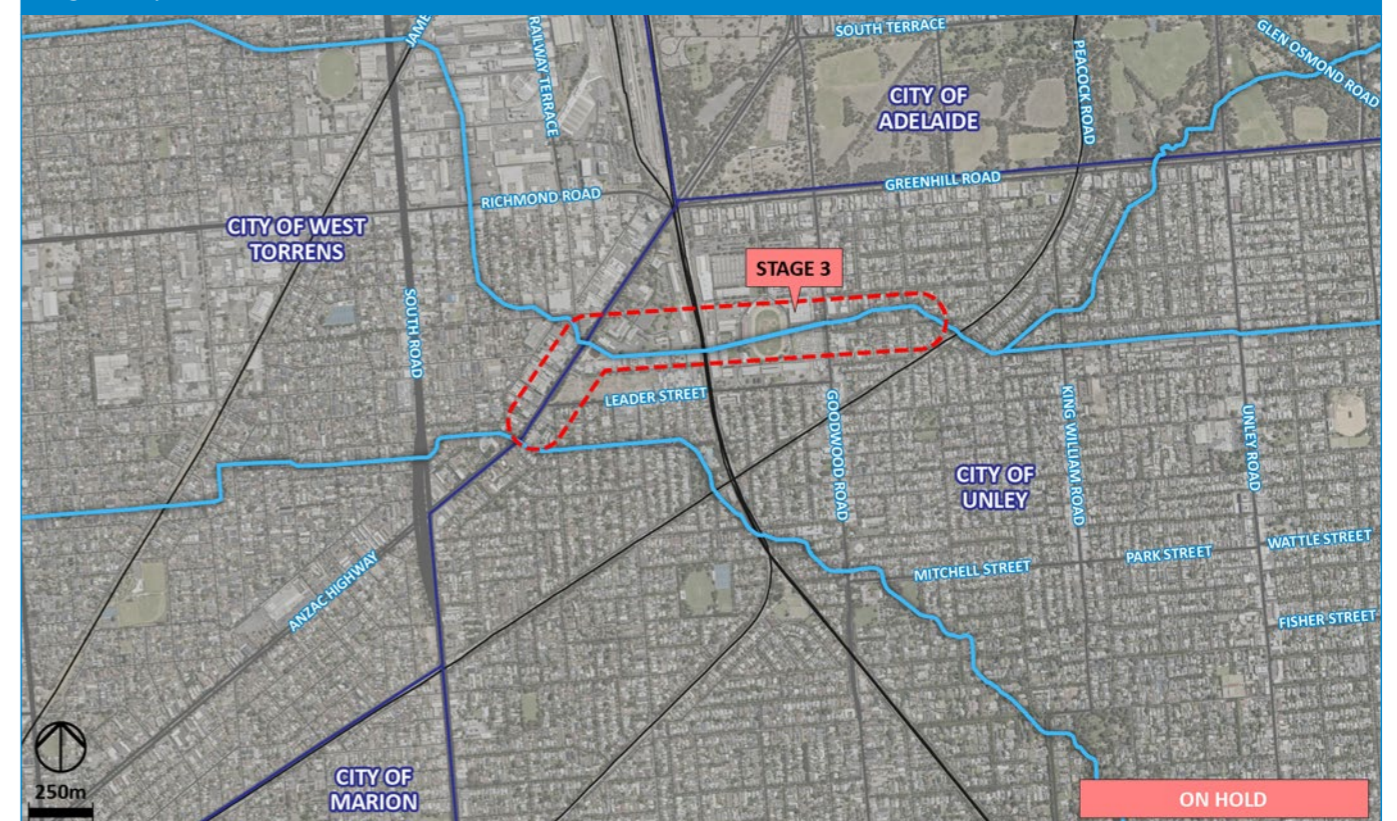 JAME
RAILWAY TERRACE
SOUTH TERRACE
PEACOCK ROAD
GLEN OSMOND ROAD
CITY OF
ADELAIDE
GREENHILL ROAD
RICHMOND ROAD
CITY OF WEST
TORRENS
STAGE 3
SOUTH ROAD
LEADER STREET
GOODWOOD ROAD
KING WILLIAM ROAD
UNLEY ROAD
CITY OF
UNLEY
WATTLE STREET
PARK STREET
MITCHELL STREET
ANZAC HIGHWAY
FISHER STREET
CITY OF
MARION
250m
ON HOLD